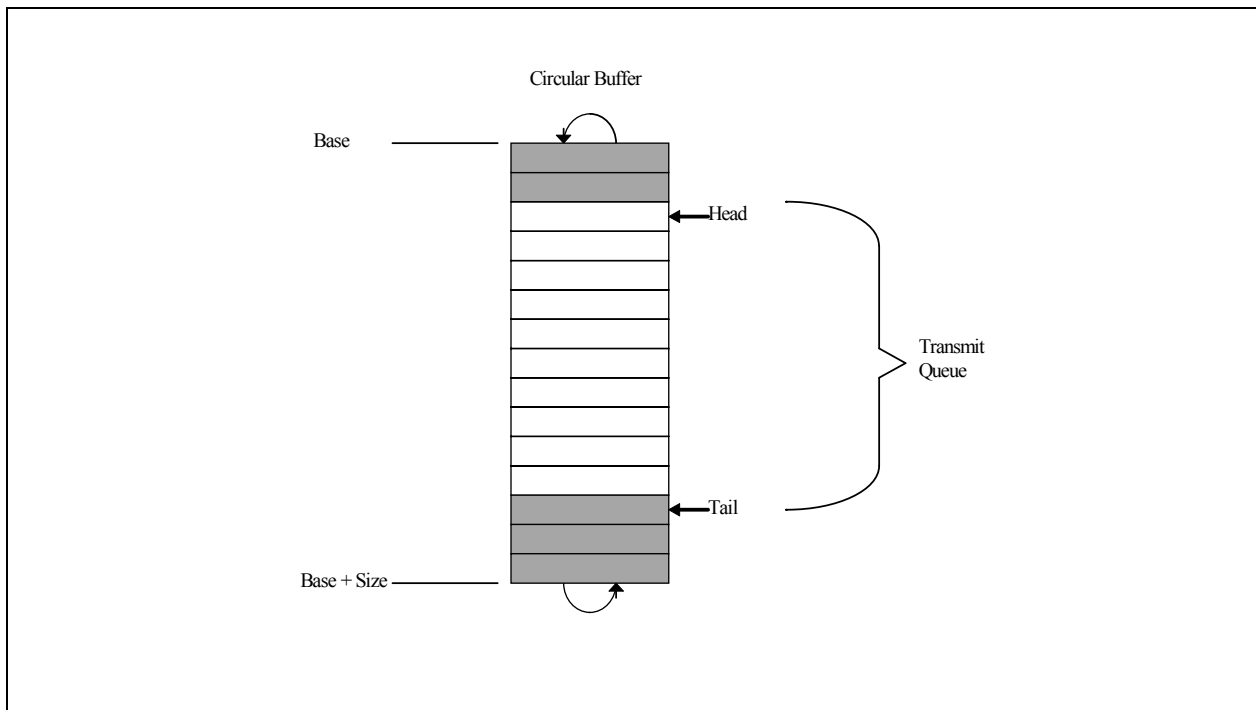 Circular Buffer
Base
Head
Transmit
Queue
Tail
Base + Size